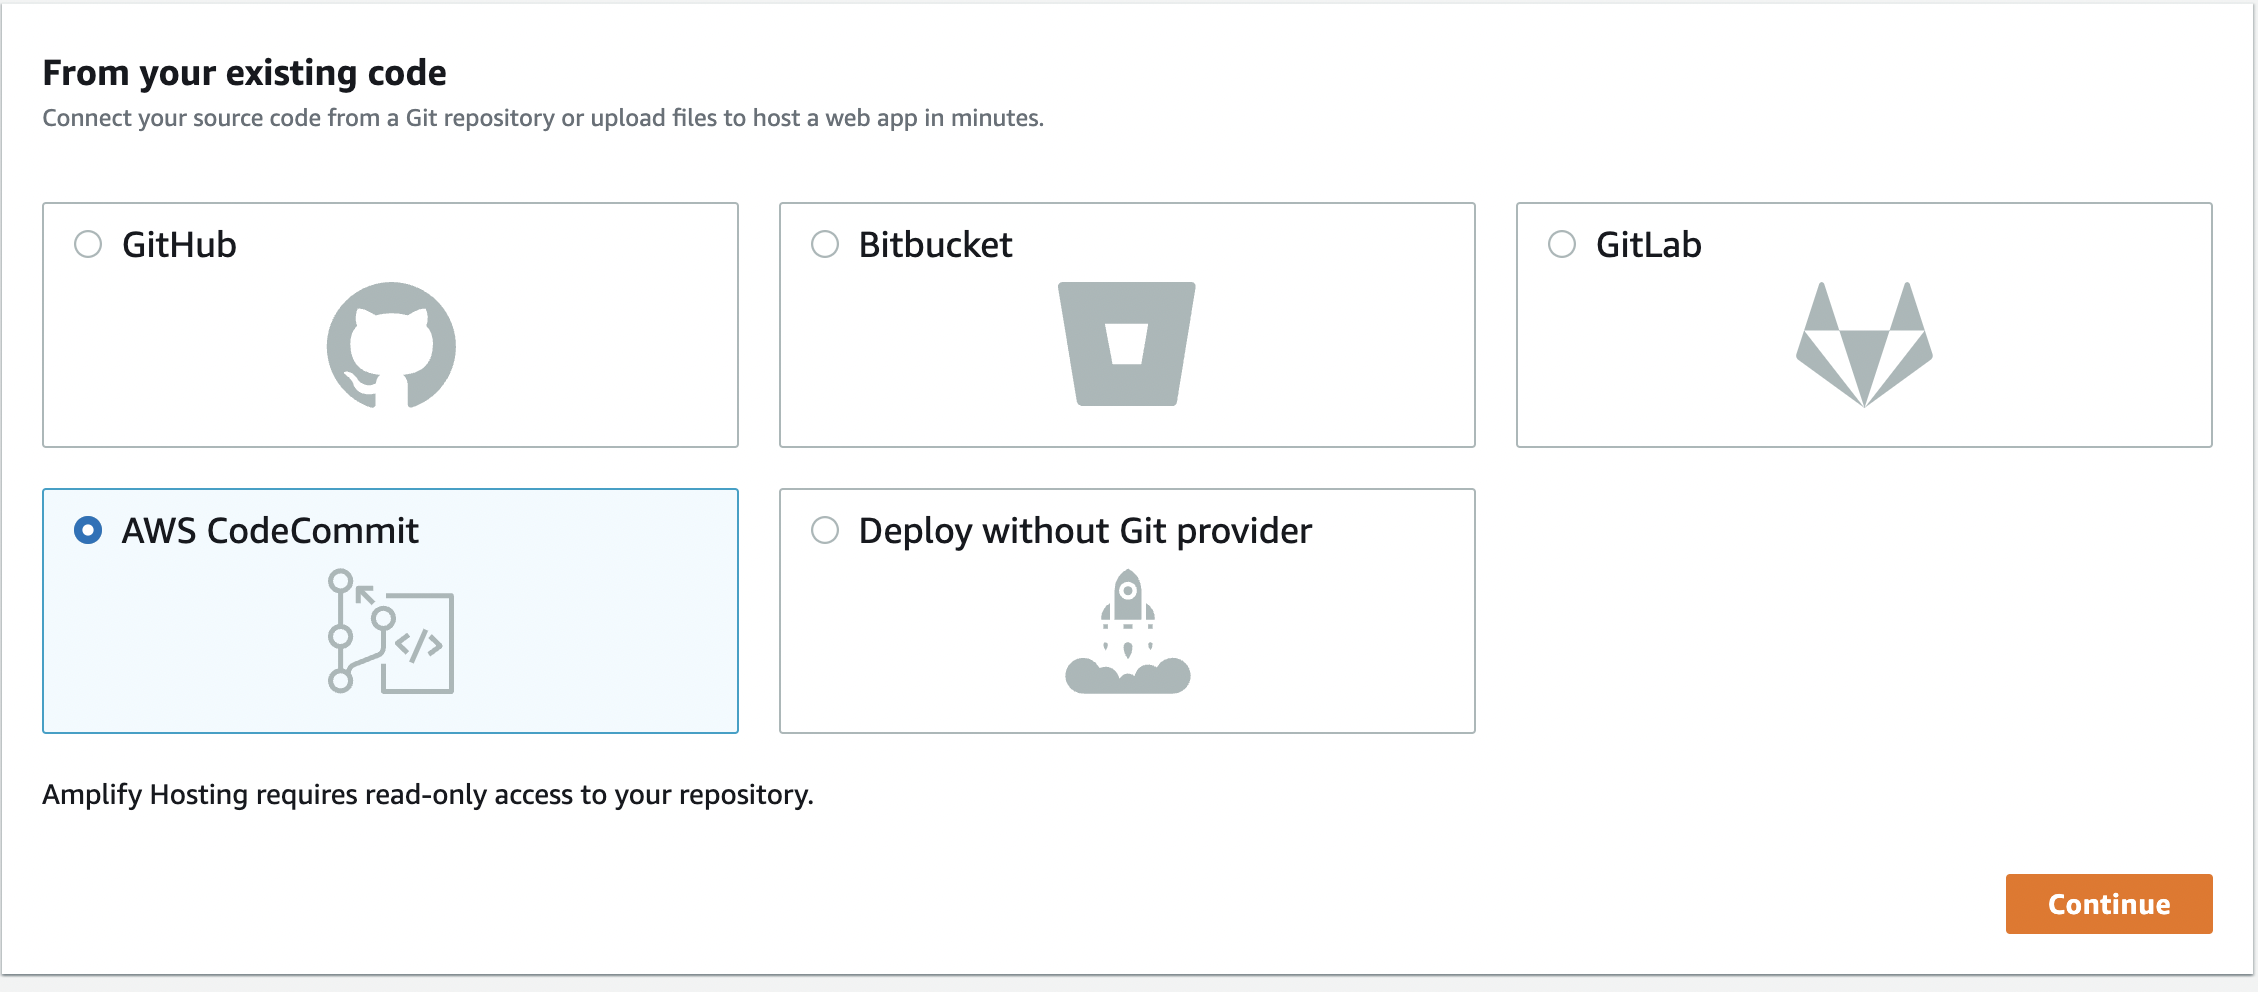 From your existing code
Connect your source code from a Git repository or upload files to host a web app in minutes.
GitHub
Bitbucket
GitLab
AWS CodeCommit
Deploy without Git provider
</>
Amplify Hosting requires read-only access to your repository.
Continue